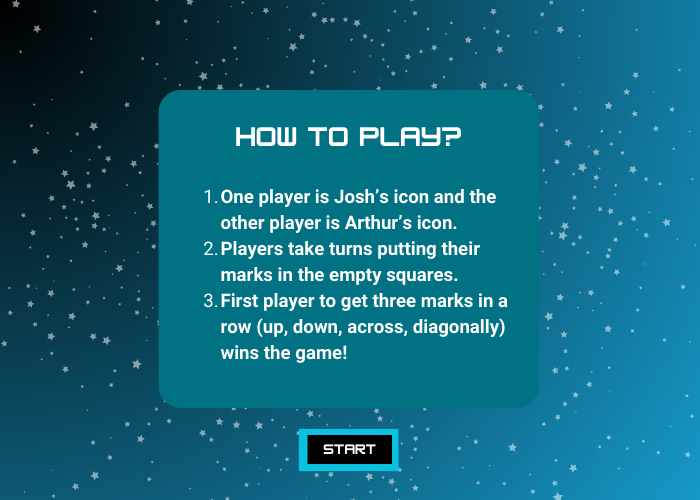 HOW TO PLAY?
1. One player is Josh’s icon and the
other player is Arthur’s icon.
2. Players take turns putting their
marks in the empty squares.
3. First player to get three marks in a
row (up, down, across, diagonally)
wins the game!
START